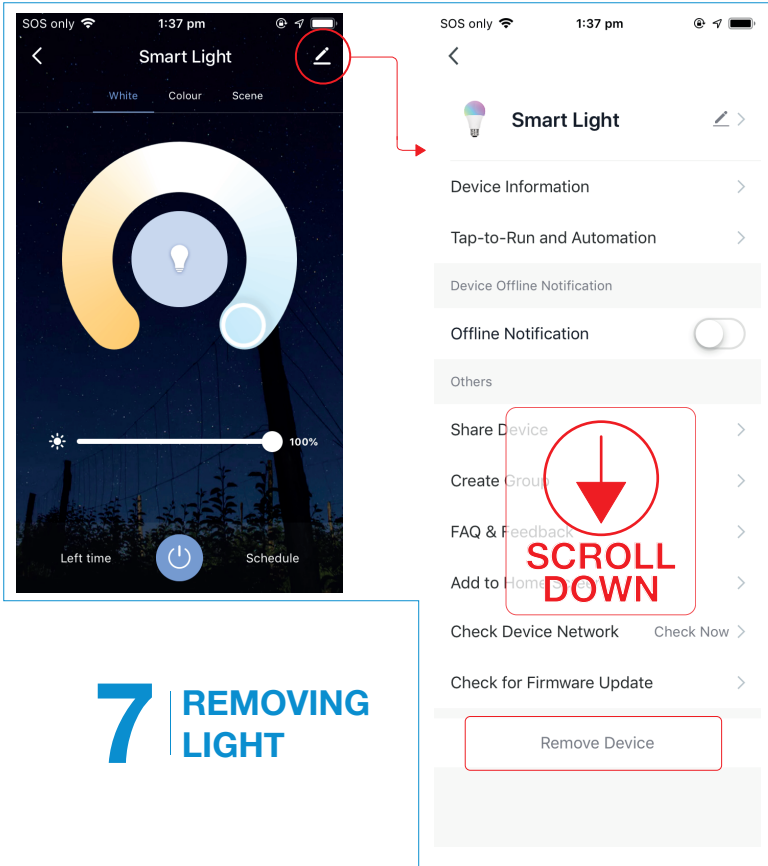 SOS only
1:37 pm
Smart Light
White Colour Scene
100%
Left time
Schedule
7 REMOVING
LIGHT
SOS only
1:37 pm
Smart Light
Device Information
Tap-to-Run and Automation
Device Offline Notification
Offline Notification
Others
Share Device
Create Group
FAQ & Feedback
Add to Home Screen
SCROLL
DOWN
Check Device Network Check Now
Check for Firmware Update
Remove Device